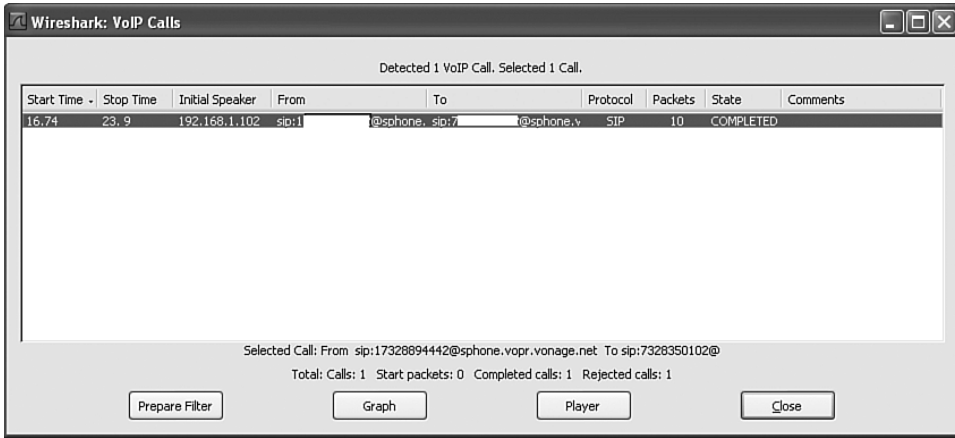 Wireshark: VoIP Calls
Detected 1 VoIP Call. Selected 1 Call.
Start Time Stop Time Initial Speaker From To Protocol Packets State Comments
16.74 23. 9 192.168.1.102 sip:1 @sphone. sip:7 @sphone.v SIP 10 COMPLETED
Selected Call: From sip:17328894442@sphone.vopr.vonage.net To sip:7328350102@
Total: Calls: 1 Start packets: 0 Completed calls: 1 Rejected calls: 1
Prepare Filter Graph Player Close